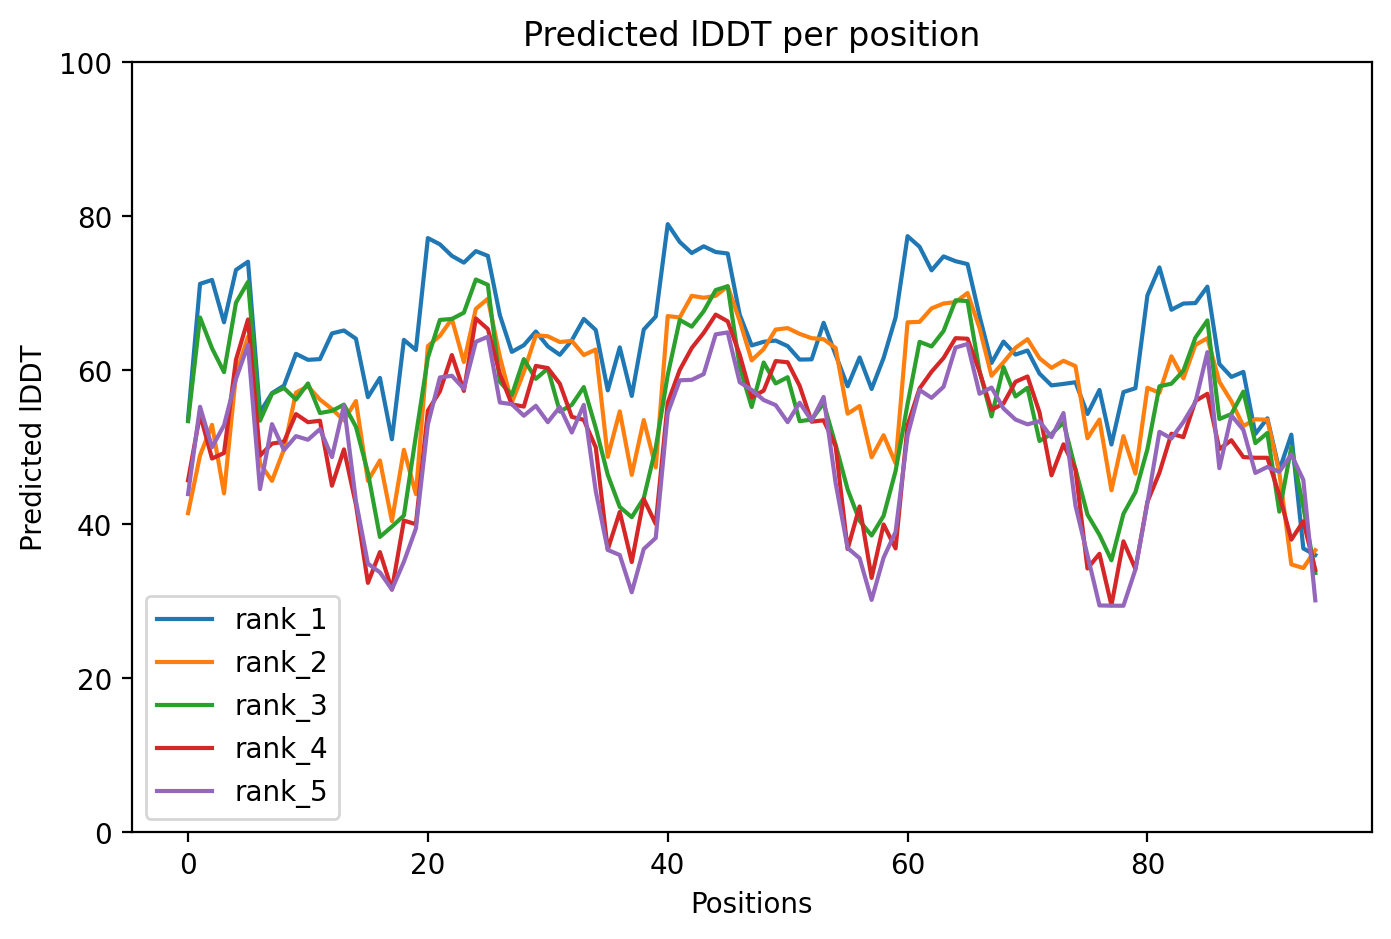 Predicted lDDT per position
100
80
60
40
20
0
Predicted lDDT
rank_1
rank_2
rank_3
rank_4
rank_5
0 20 40 60 80
Positions